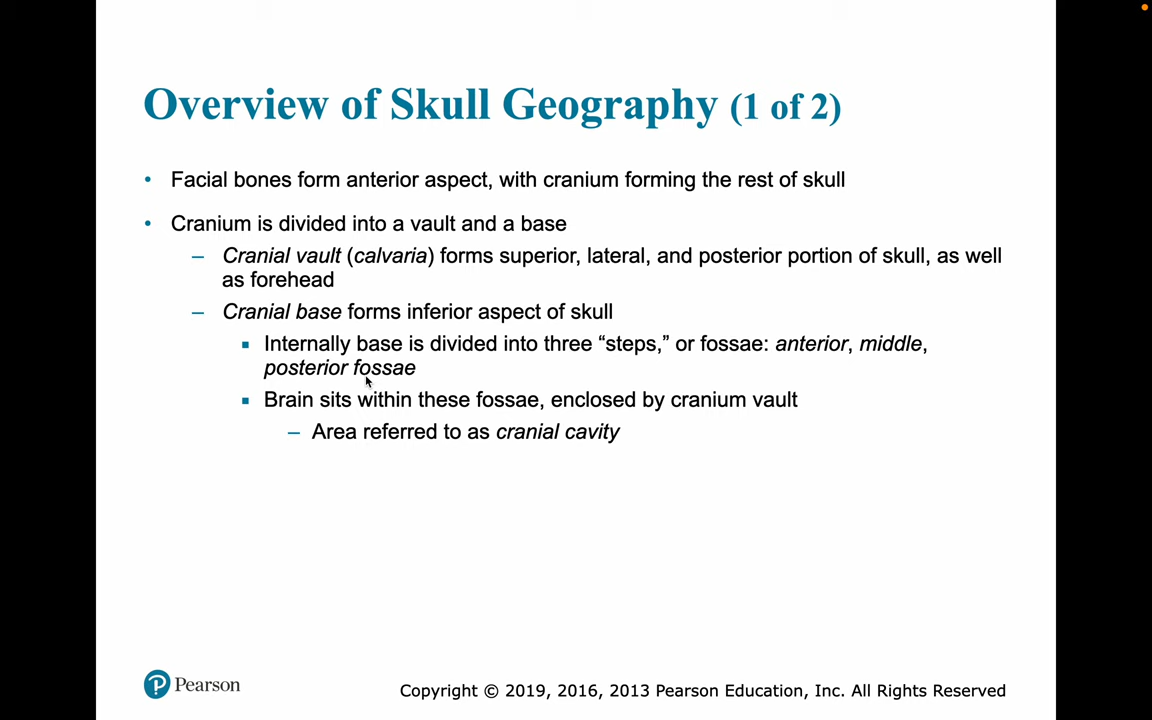 Overview of Skull Geography (1 of 2)
• Facial bones form anterior aspect, with cranium forming the rest of skull
• Cranium is divided into a vault and a base
– Cranial vault (calvaria) forms superior, lateral, and posterior portion of skull, as well
as forehead
– Cranial base forms inferior aspect of skull
▪ Internally base is divided into three “steps,” or fossae: anterior, middle,
posterior fossae
▪ Brain sits within these fossae, enclosed by cranium vault
– Area referred to as cranial cavity
P Pearson
Copyright © 2019, 2016, 2013 Pearson Education, Inc. All Rights Reserved